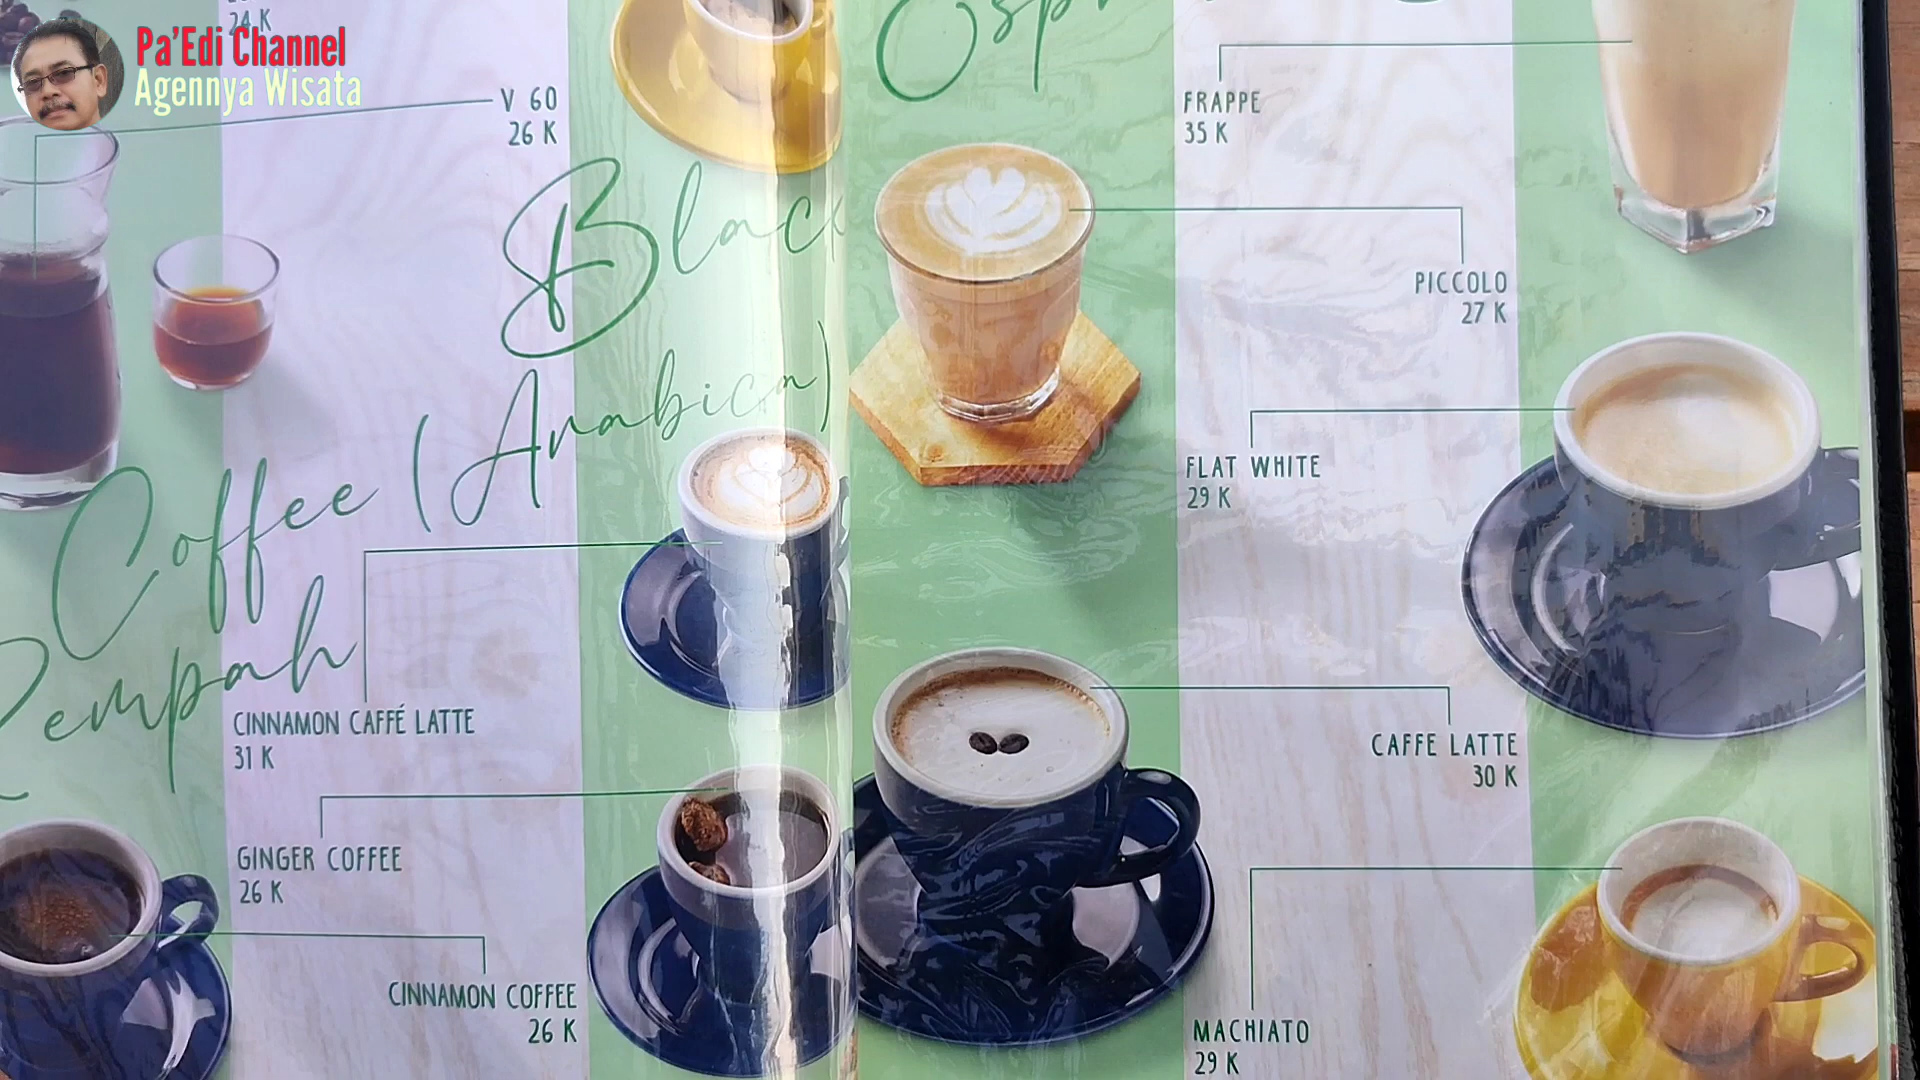 Pa'Edi Channel
Agennya Wisata
24 K
V 60
26 K
Black
Coffee (Arabica)
Rempah
CINNAMON CAFFÉ LATTE
31 K
GINGER COFFEE
26 K
CINNAMON COFFEE
26 K
FRAPPE
35 K
PICCOLO
27 K
FLAT WHITE
29 K
CAFFE LATTE
30 K
MACHIATO
29 K